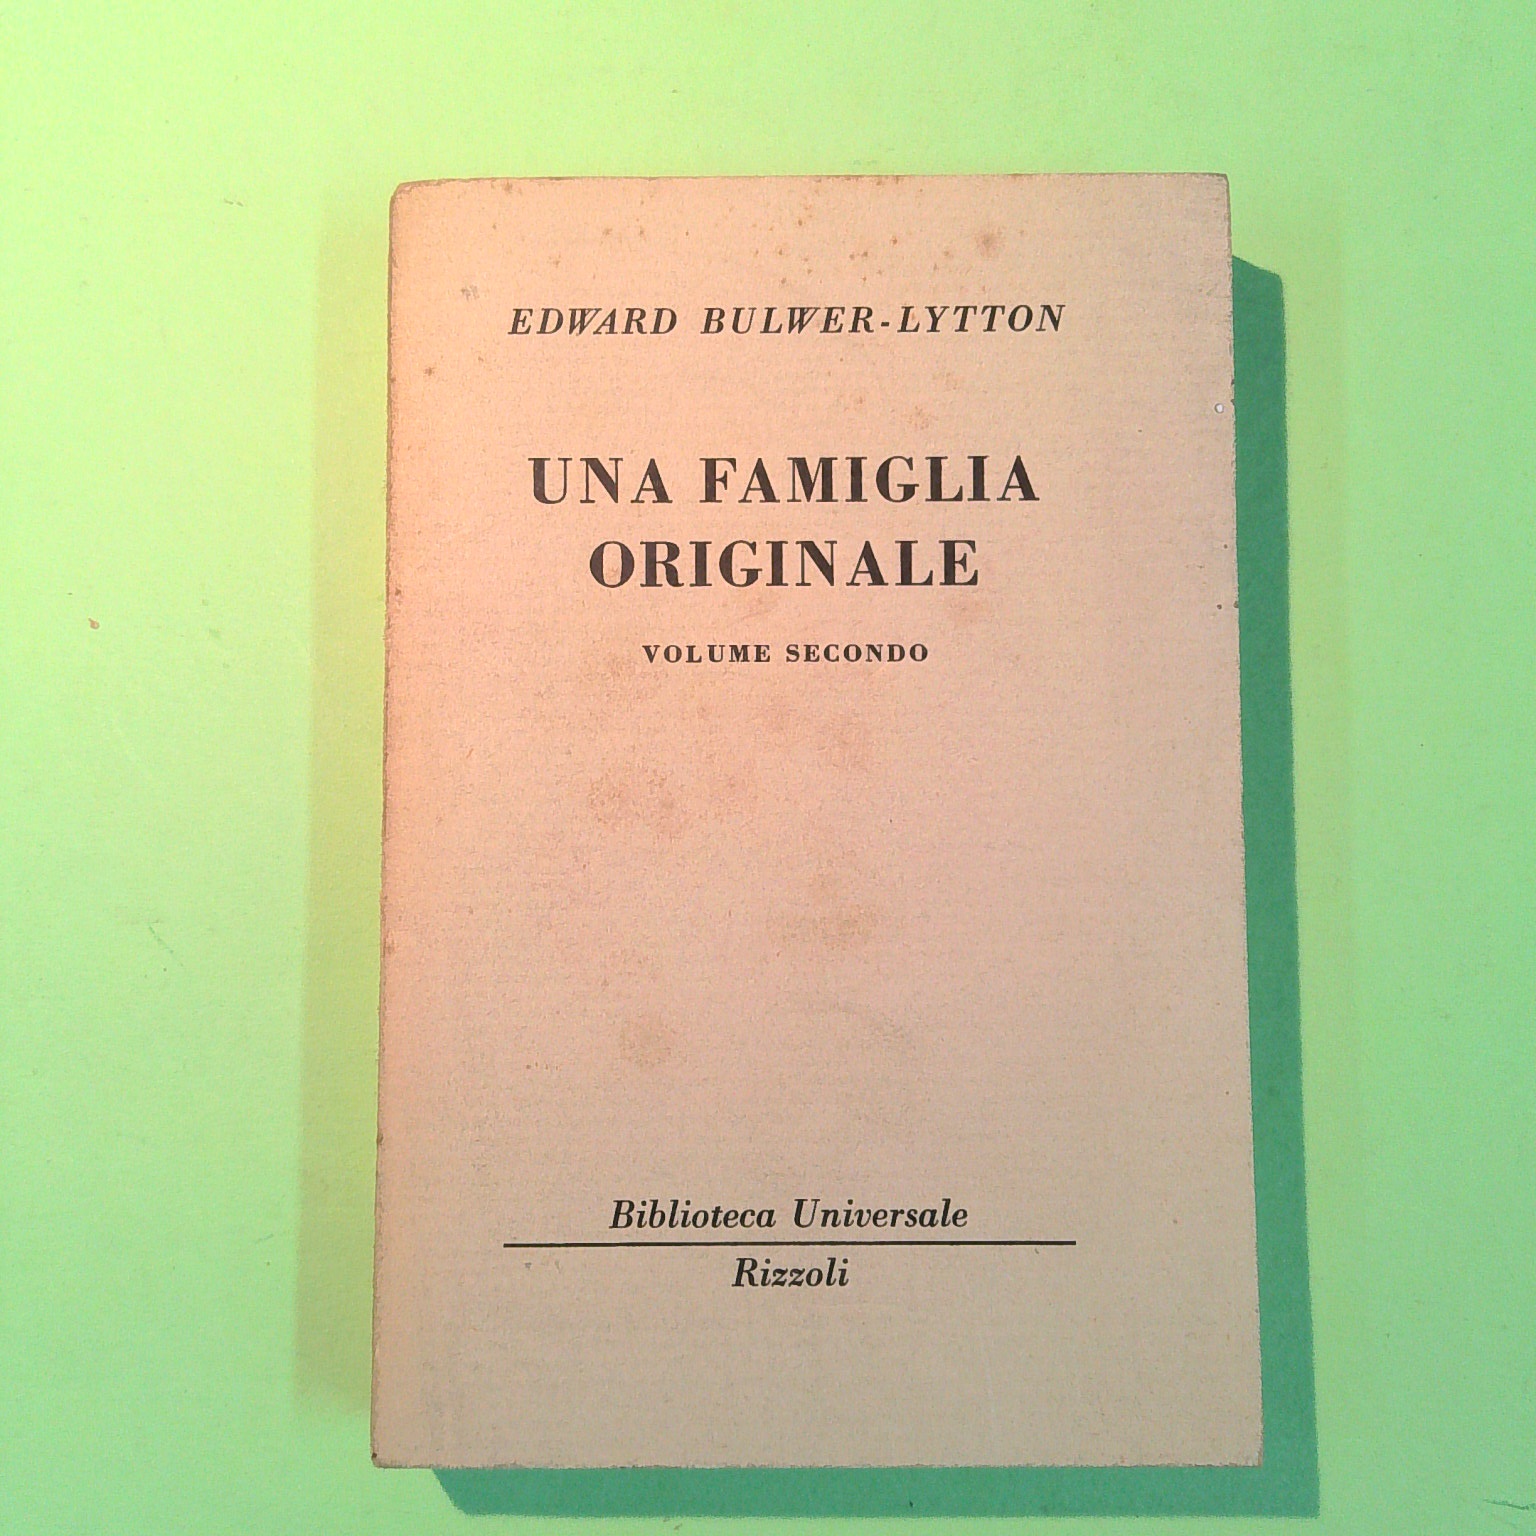 EDWARD BULWER-LYTTON
UNA FAMIGLIA
ORIGINALE
VOLUME SECONDO
Biblioteca Universale
Rizzoli